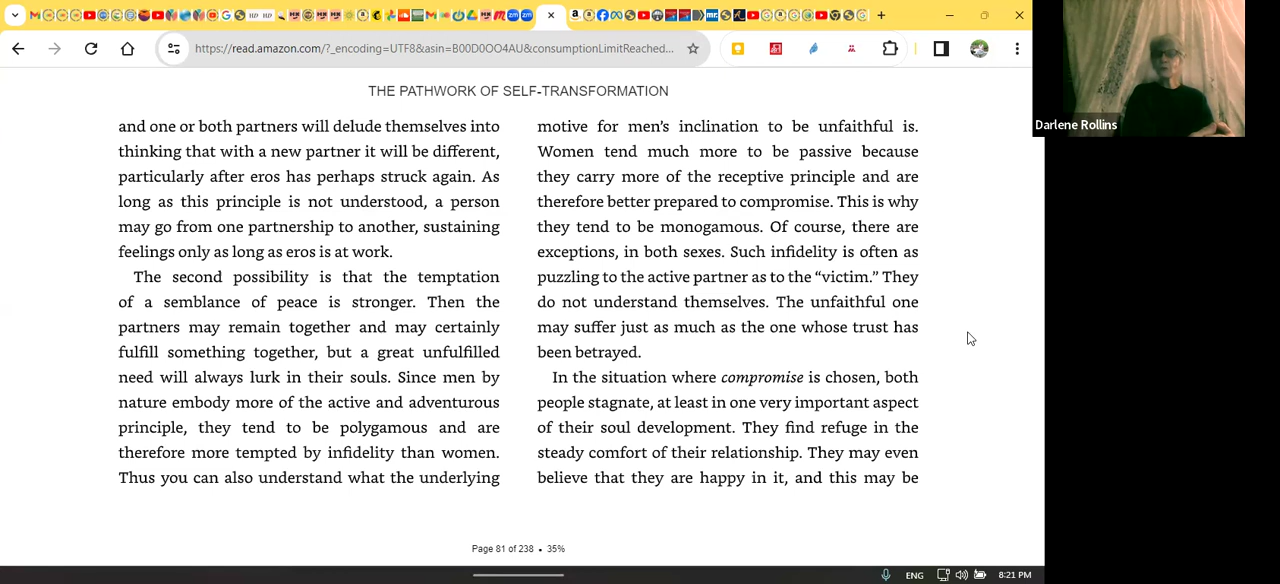 https://read.amazon.com/?_encoding=UTF8&asin=B00D0OO4AU&consumptionLimitReached...
Darlene Rollins
THE PATHWORK OF SELF-TRANSFORMATION
and one or both partners will delude themselves into
thinking that with a new partner it will be different,
particularly after eros has perhaps struck again. As
long as this principle is not understood, a person
may go from one partnership to another, sustaining
feelings only as long as eros is at work.
The second possibility is that the temptation
of a semblance of peace is stronger. Then the
partners may remain together and may certainly
fulfill something together, but a great unfulfilled
need will always lurk in their souls. Since men by
nature embody more of the active and adventurous
principle, they tend to be polygamous and are
therefore more tempted by infidelity than women.
Thus you can also understand what the underlying
motive for men’s inclination to be unfaithful is.
Women tend much more to be passive because
they carry more of the receptive principle and are
therefore better prepared to compromise. This is why
they tend to be monogamous. Of course, there are
exceptions, in both sexes. Such infidelity is often as
puzzling to the active partner as to the “victim.” They
do not understand themselves. The unfaithful one
may suffer just as much as the one whose trust has
been betrayed.
In the situation where compromise is chosen, both
people stagnate, at least in one very important aspect
of their soul development. They find refuge in the
steady comfort of their relationship. They may even
believe that they are happy in it, and this may be
Page 81 of 238 • 35%
ENG
8:21 PM